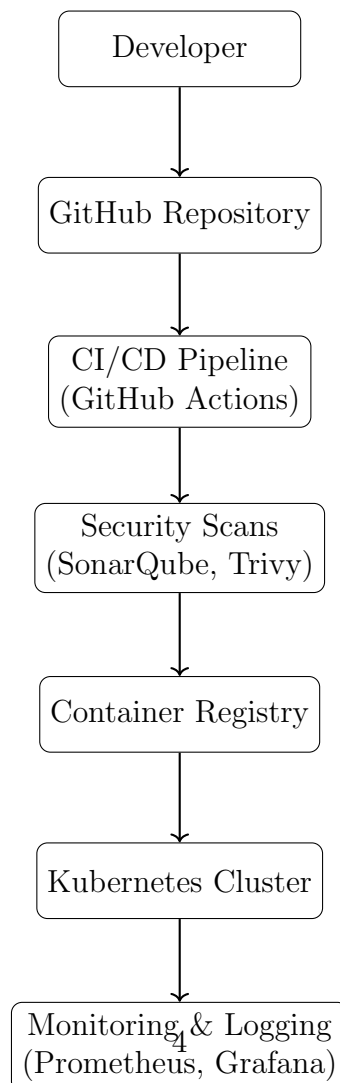 Developer
GitHub Repository
CI/CD Pipeline
(GitHub Actions)
Security Scans
(SonarQube, Trivy)
Container Registry
Kubernetes Cluster
Monitoring & Logging
4
(Prometheus, Grafana)